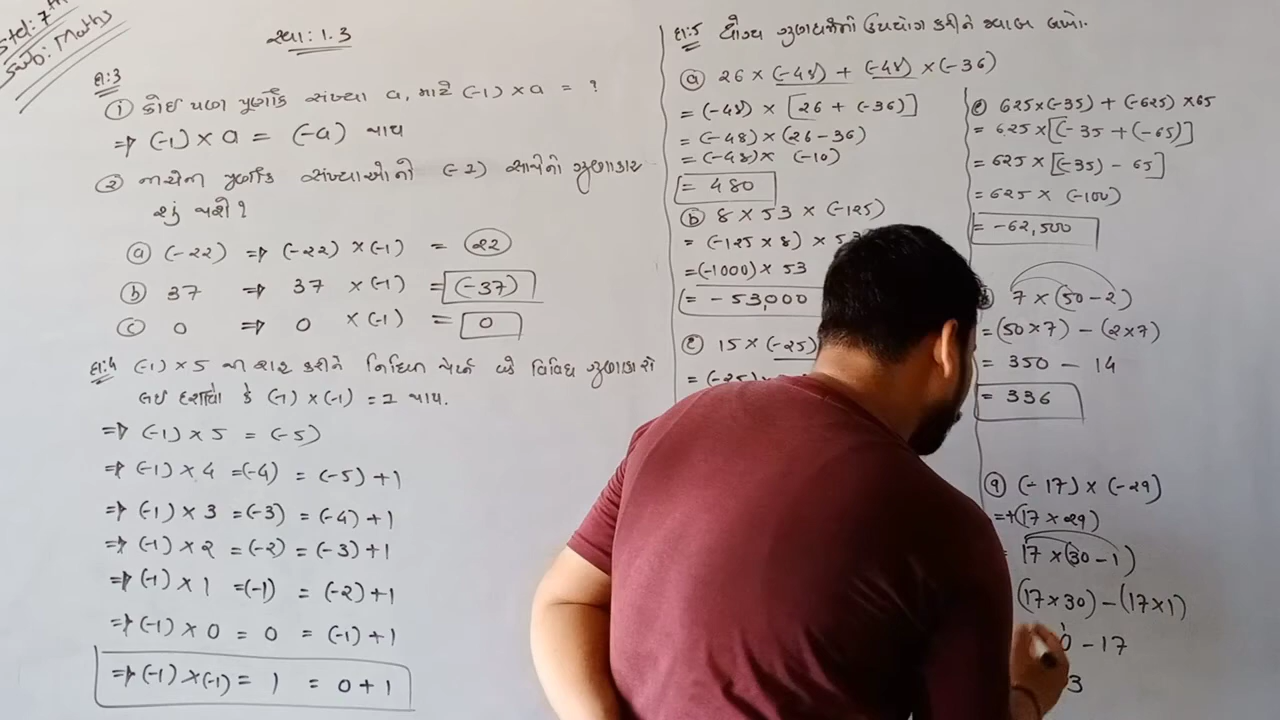 Std: 7th
Sub: Maths
સ્વા: 1.3
દા:3
① કોઈ પણ પૂર્ણાંક સંખ્યા a, માટે (-1) × a = ?
⇒ (-1) × a = (-a) થાય
② નીચેના પૂર્ણાંક સંખ્યાઓનો સાથેનો ગુણાકાર
શું થશે?
ⓐ (-22) ⇒ (-22) × (-1) = 22
ⓑ 37 ⇒ 37 × (-1) = (-37)
ⓒ 0 ⇒ 0 × (-1) = 0
દા:4 (-1) × 5 થી શરૂ કરીને વિવિધ ગુણાકારો
લઈ દર્શાવો કે (-1) × (-1) = 1 થાય.
⇒ (-1) × 5 = (-5)
⇒ (-1) × 4 = (-4) = (-5) + 1
⇒ (-1) × 3 = (-3) = (-4) + 1
⇒ (-1) × 2 = (-2) = (-3) + 1
⇒ (-1) × 1 = (-1) = (-2) + 1
⇒ (-1) × 0 = 0 = (-1) + 1
⇒ (-1) × (-1) = 1 = 0 + 1
દા:5 યોગ્ય ગુણધર્મનો ઉપયોગ કરીને જવાબ લખો.
ⓐ 26 × (-48) + (-48) × (-36)
= (-48) × [26 + (-36)]
= (-48) × (26 - 36)
= (-48) × (-10)
= 480
ⓑ 8 × 53 × (-125)
= (-125 × 8) × 53
= (-1000) × 53
= - 53,000
15 × (-25)
= (-25)
625 × (-35) + (-625) × 65
= 625 × [-35 + (-65)]
= 625 × [(-35) - 65]
= 625 × (-100)
= -62,500
7 × (50 - 2)
= (50 × 7) - (2 × 7)
= 350 - 14
= 336
(-17) × (-29)
= +(17 × 29)
= 17 × (30 - 1)
(17 × 30) - (17 × 1)
0 - 17
3